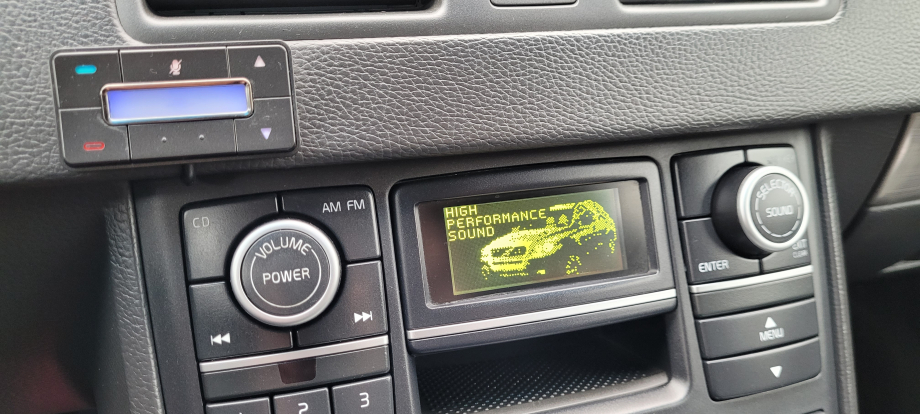 CD
AM FM
VOLUME
POWER
HIGH
PERFORMANCE
SOUND
SELECTOR
SOUND
ENTER
EXIT
CLEAR
MENU
2
3